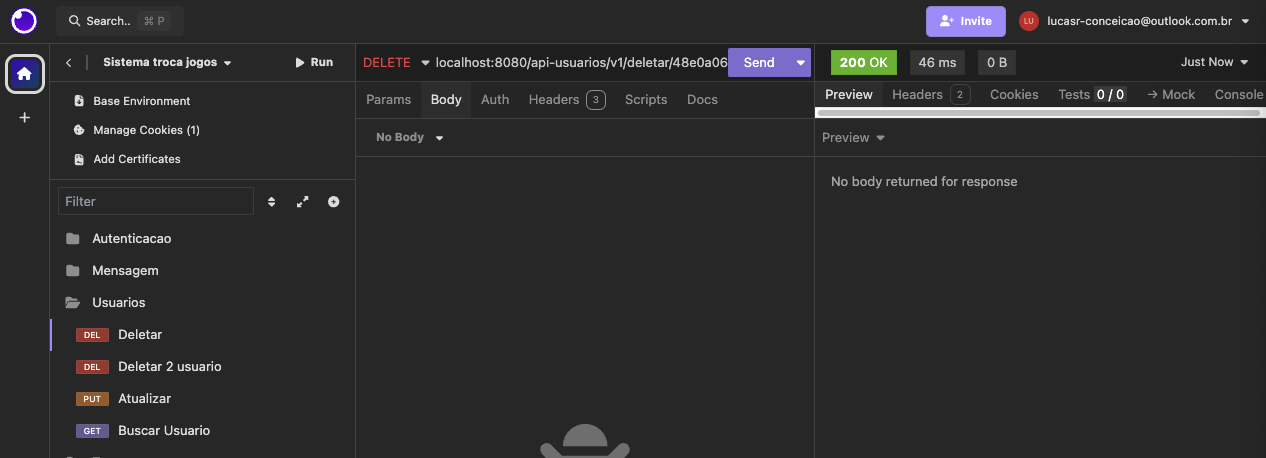 Search.. ⌘ P
Invite
LU lucasr-conceicao@outlook.com.br
Sistema troca jogos
Run
Base Environment
Manage Cookies (1)
Add Certificates
Filter
Autenticacao
Mensagem
Usuarios
DEL Deletar
DEL Deletar 2 usuario
PUT Atualizar
GET Buscar Usuario
DELETE localhost:8080/api-usuarios/v1/deletar/48e0a06 Send
Params Body Auth Headers 3 Scripts Docs
No Body
200 OK 46 ms 0 B Just Now
Preview Headers 2 Cookies Tests 0 / 0 → Mock Console
Preview
No body returned for response